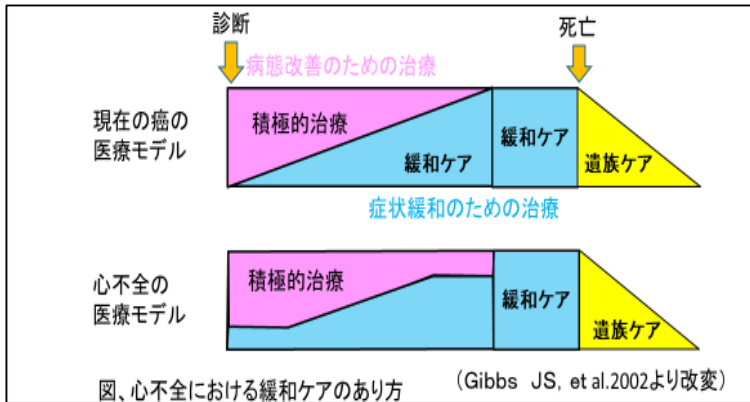 診断
死亡
病態改善のための治療
現在の癌の
医療モデル
積極的治療
緩和ケア
緩和ケア
遺族ケア
症状緩和のための治療
心不全の
医療モデル
積極的治療
緩和ケア
遺族ケア
図、心不全における緩和ケアのあり方
(Gibbs JS, et al.2002より改変)